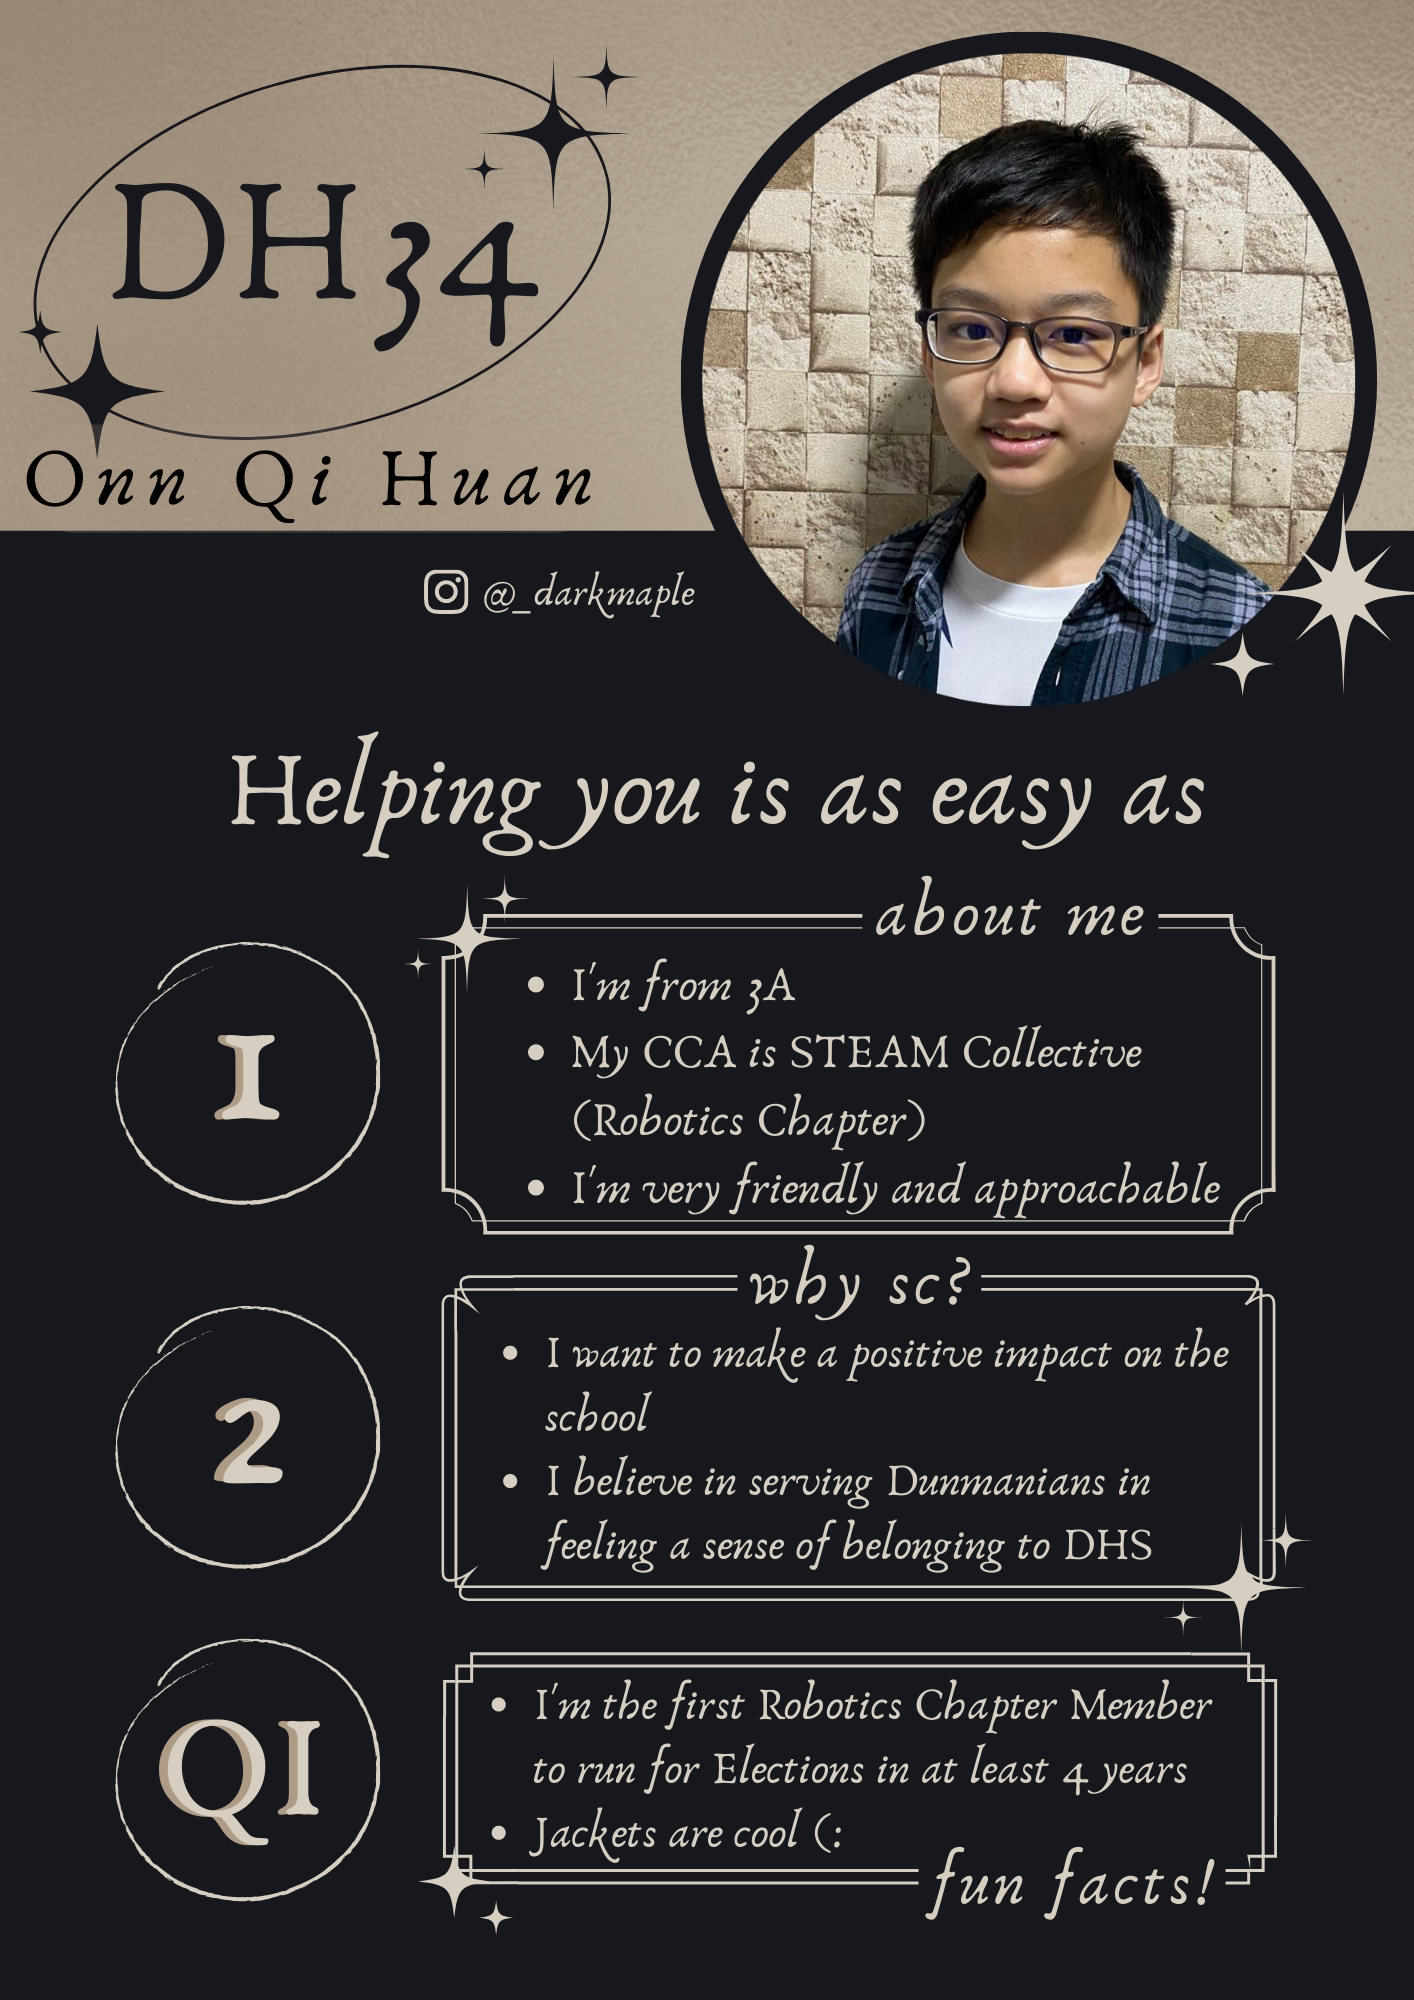 DH34
Onn Qi Huan
@_darkmaple
Helping you is as easy as
about me
1
• I'm from 3A
• My CCA is STEAM Collective
(Robotics Chapter)
• I'm very friendly and approachable
why sc?
2
• I want to make a positive impact on the
school
• I believe in serving Dunmanians in
feeling a sense of belonging to DHS
QI
• I'm the first Robotics Chapter Member
to run for Elections in at least 4 years
• Jackets are cool (:
fun facts!